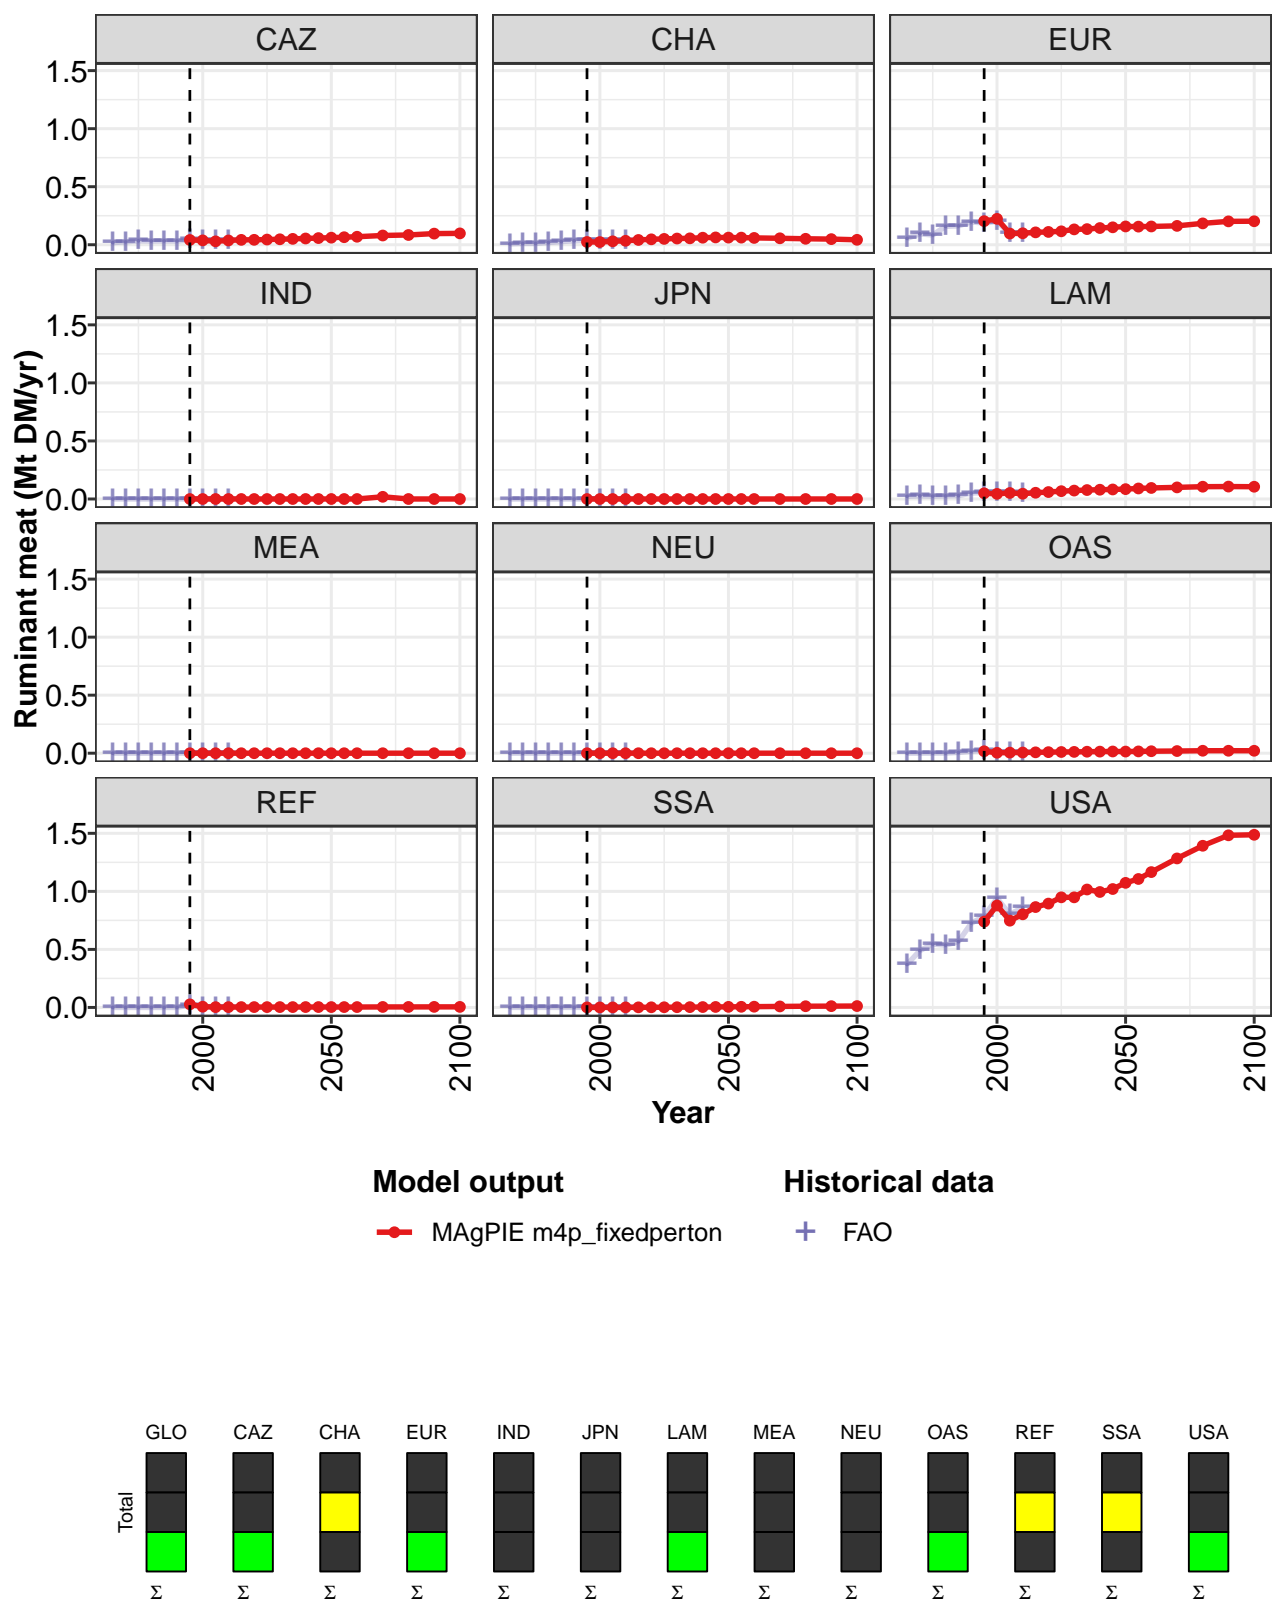 CAZ CHA EUR
1.5
1.0
0.5
0.0
IND JPN LAM
1.5
1.0
0.5
0.0
MEA NEU OAS
1.5
1.0
0.5
0.0
REF SSA USA
1.5
1.0
0.5
0.0
Ruminant meat (Mt DM/yr)
2000 2050 2100 2000 2050 2100 2000 2050 2100
Year
Model output Historical data
MAgPIE m4p_fixedperton FAO
GLO CAZ CHA EUR IND JPN LAM MEA NEU OAS REF SSA USA
Total
Σ Σ Σ Σ Σ Σ Σ Σ Σ Σ Σ Σ Σ